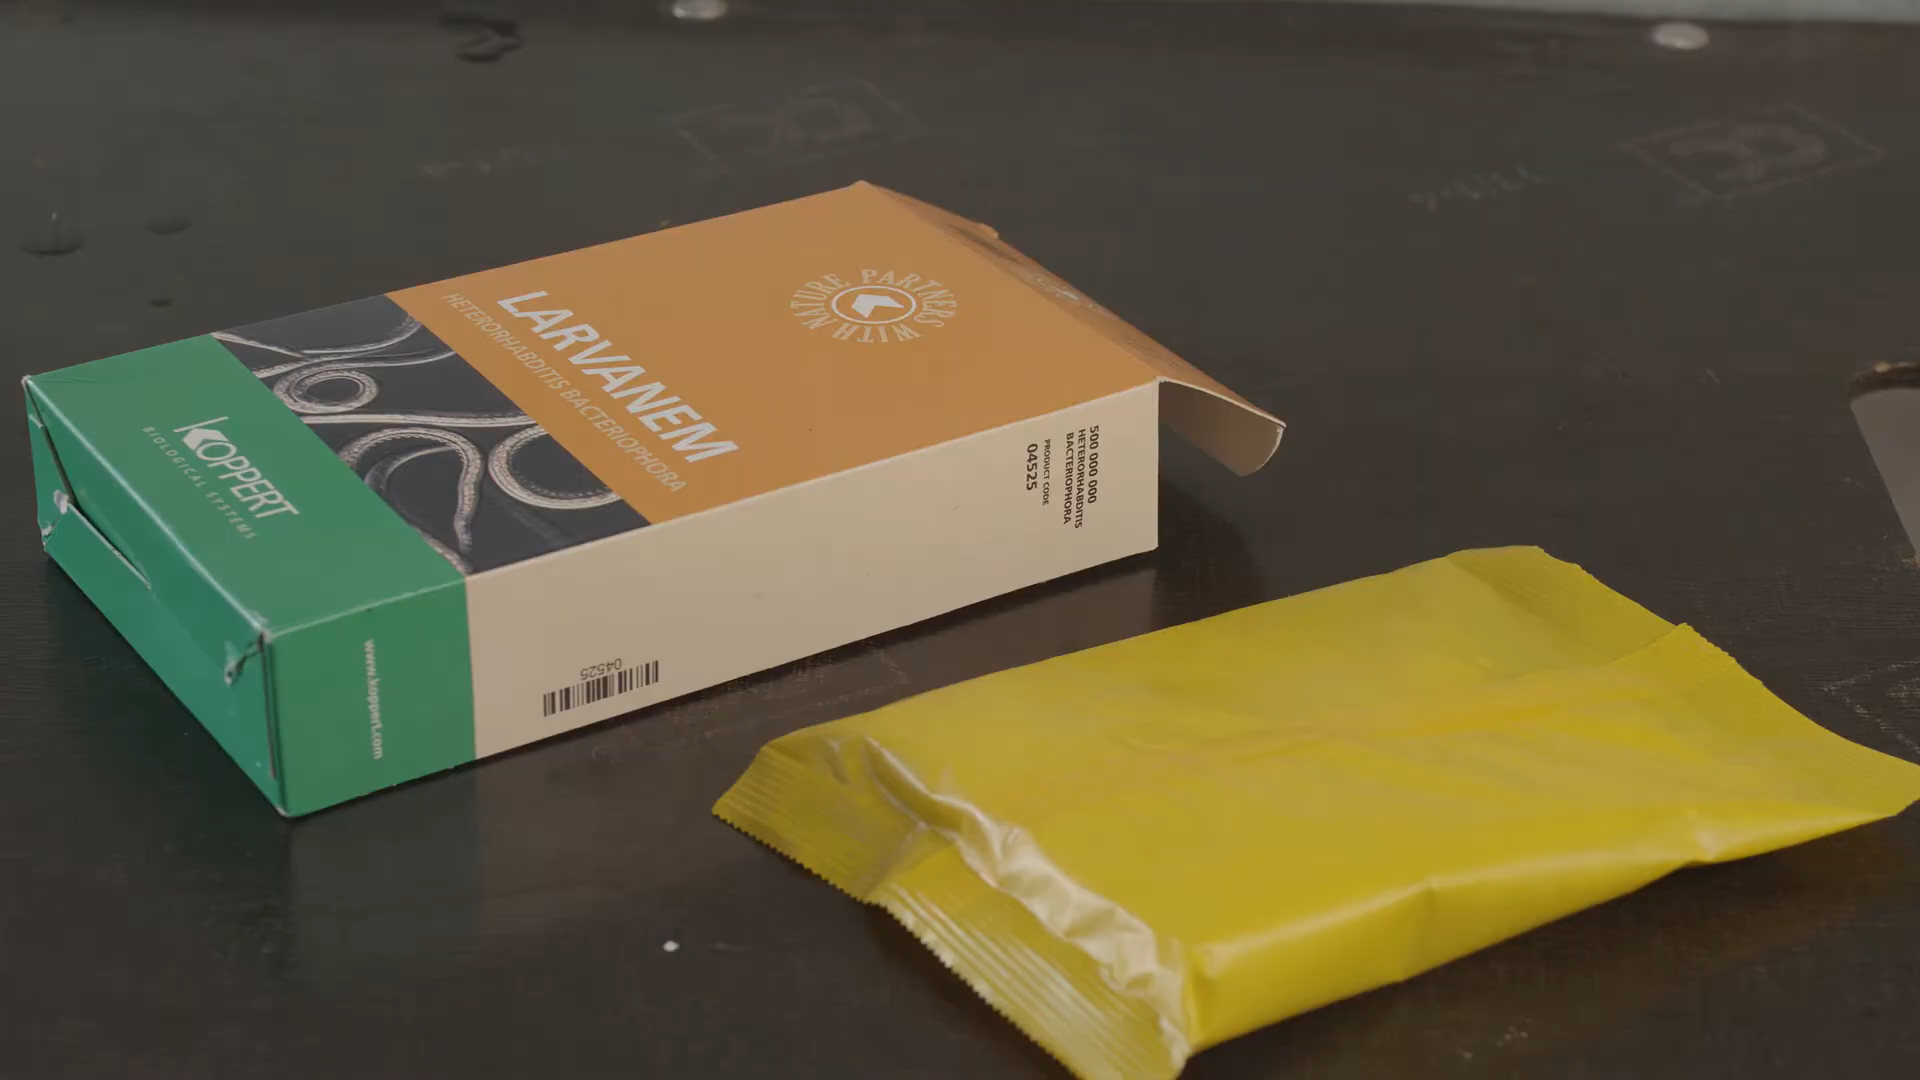 KOPPERT
BIOLOGICAL SYSTEMS
LARVANEM
HETERORHABDITIS BACTERIOPHORA
PARTNERS WITH NATURE
500 000 000
HETERORHABDITIS
BACTERIOPHORA
PRODUCT CODE
04525
04525
www.koppert.com